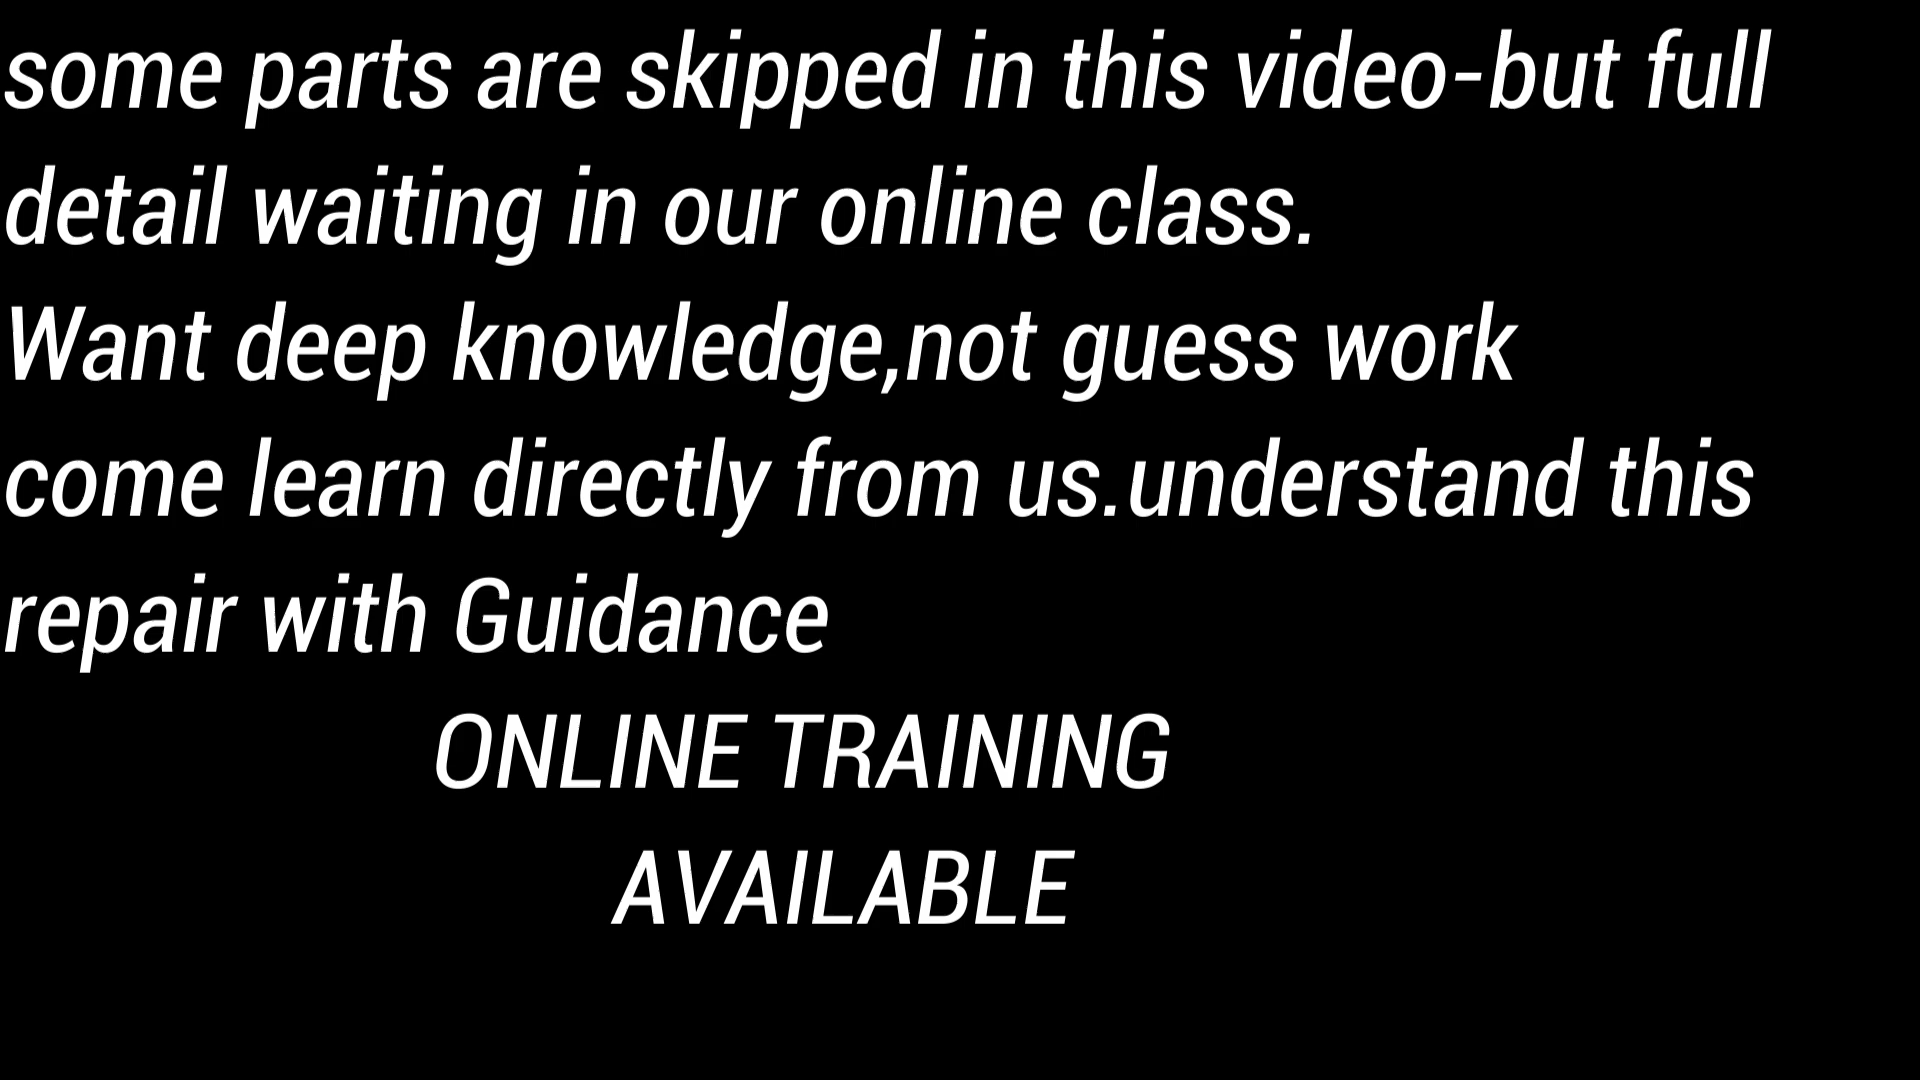 some parts are skipped in this video-but full
detail waiting in our online class.
Want deep knowledge,not guess work
come learn directly from us.understand this
repair with Guidance
ONLINE TRAINING
AVAILABLE